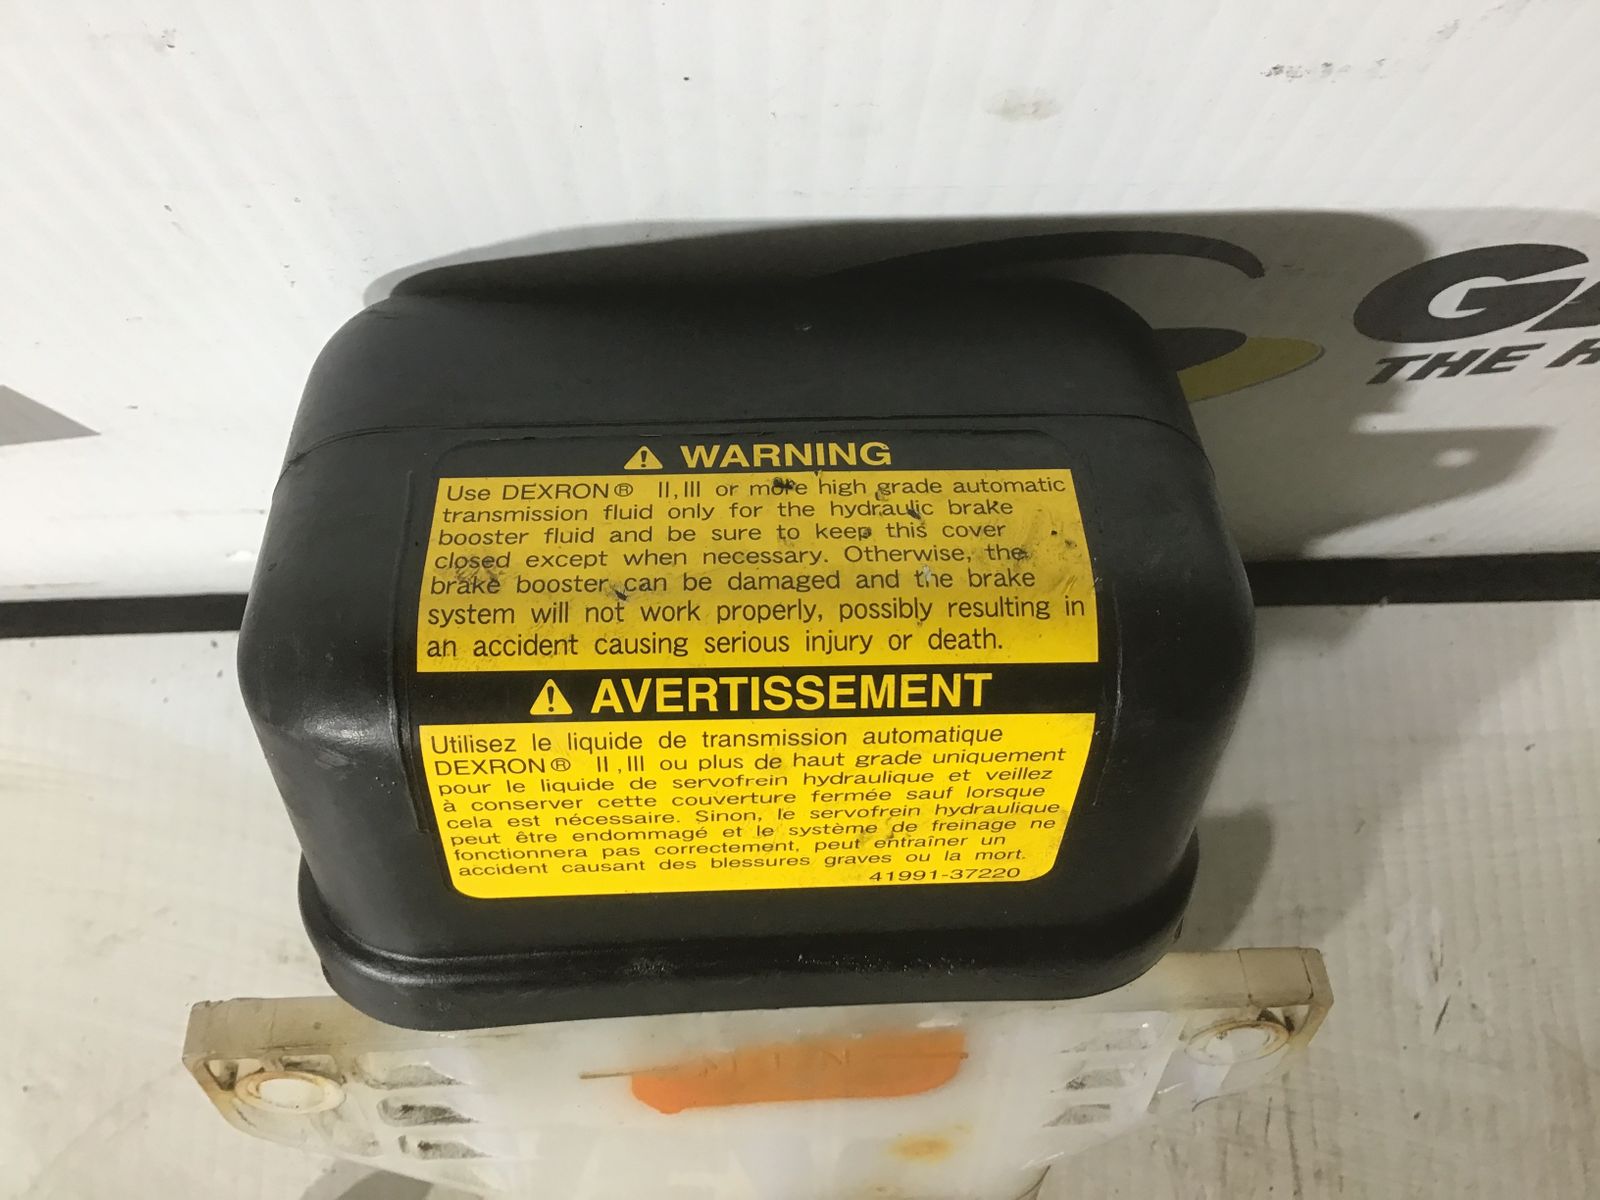 ⚠ WARNING
Use DEXRON® II, III or more high grade automatic
transmission fluid only for the hydraulic brake
booster fluid and be sure to keep this cover
closed except when necessary. Otherwise, the
brake booster can be damaged and the brake
system will not work properly, possibly resulting in
an accident causing serious injury or death.
⚠ AVERTISSEMENT
Utilisez le liquide de transmission automatique
DEXRON® II, III ou plus de haut grade uniquement
pour le liquide de servofrein hydraulique et veillez
à conserver cette couverture fermée sauf lorsque
cela est nécessaire. Sinon, le servofrein hydraulique
peut être endommagé et le système de freinage ne
fonctionnera pas correctement, peut entraîner un
accident causant des blessures graves ou la mort.
41991-37220
THE
MIN